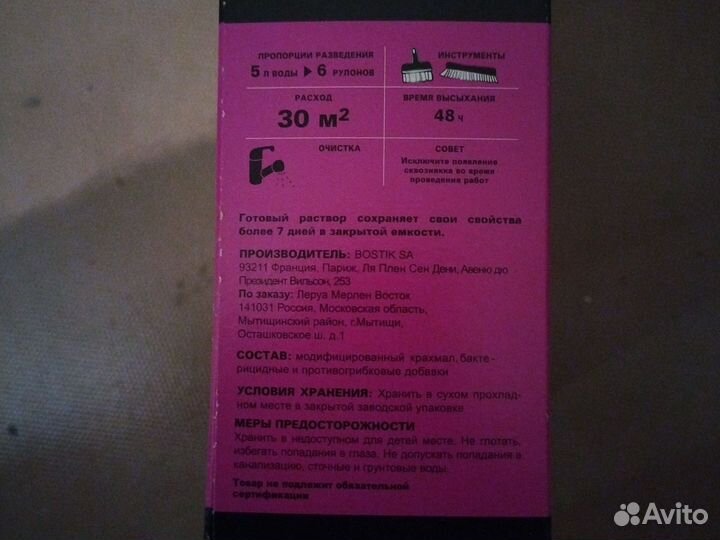 ПРОПОРЦИИ РАЗВЕДЕНИЯ
5 Л ВОДЫ ▶ 6 РУЛОНОВ
ИНСТРУМЕНТЫ
РАСХОД
30 м²
ВРЕМЯ ВЫСЫХАНИЯ
48 ч
ОЧИСТКА
СОВЕТ
Исключите появление
сквозняка во время
проведения работ
Готовый раствор сохраняет свои свойства
более 7 дней в закрытой емкости.
ПРОИЗВОДИТЕЛЬ: BOSTIK SA
93211 Франция, Париж, Ля Плен Сен Дени, Авеню дю
Президент Вильсон, 253
По заказу: Леруа Мерлен Восток
141031 Россия, Московская область,
Мытищинский район, г.Мытищи,
Осташковское ш. д.1
СОСТАВ: модифицированный крахмал, бакте-
рицидные и противогрибковые добавки
УСЛОВИЯ ХРАНЕНИЯ: Хранить в сухом прохлад-
ном месте в закрытой заводской упаковке
МЕРЫ ПРЕДОСТОРОЖНОСТИ
Хранить в недоступном для детей месте. Не глотать,
избегать попадания в глаза. Не допускать попадания в
канализацию, сточные и грунтовые воды.
Товар не подлежит обязательной
сертификации
Avito